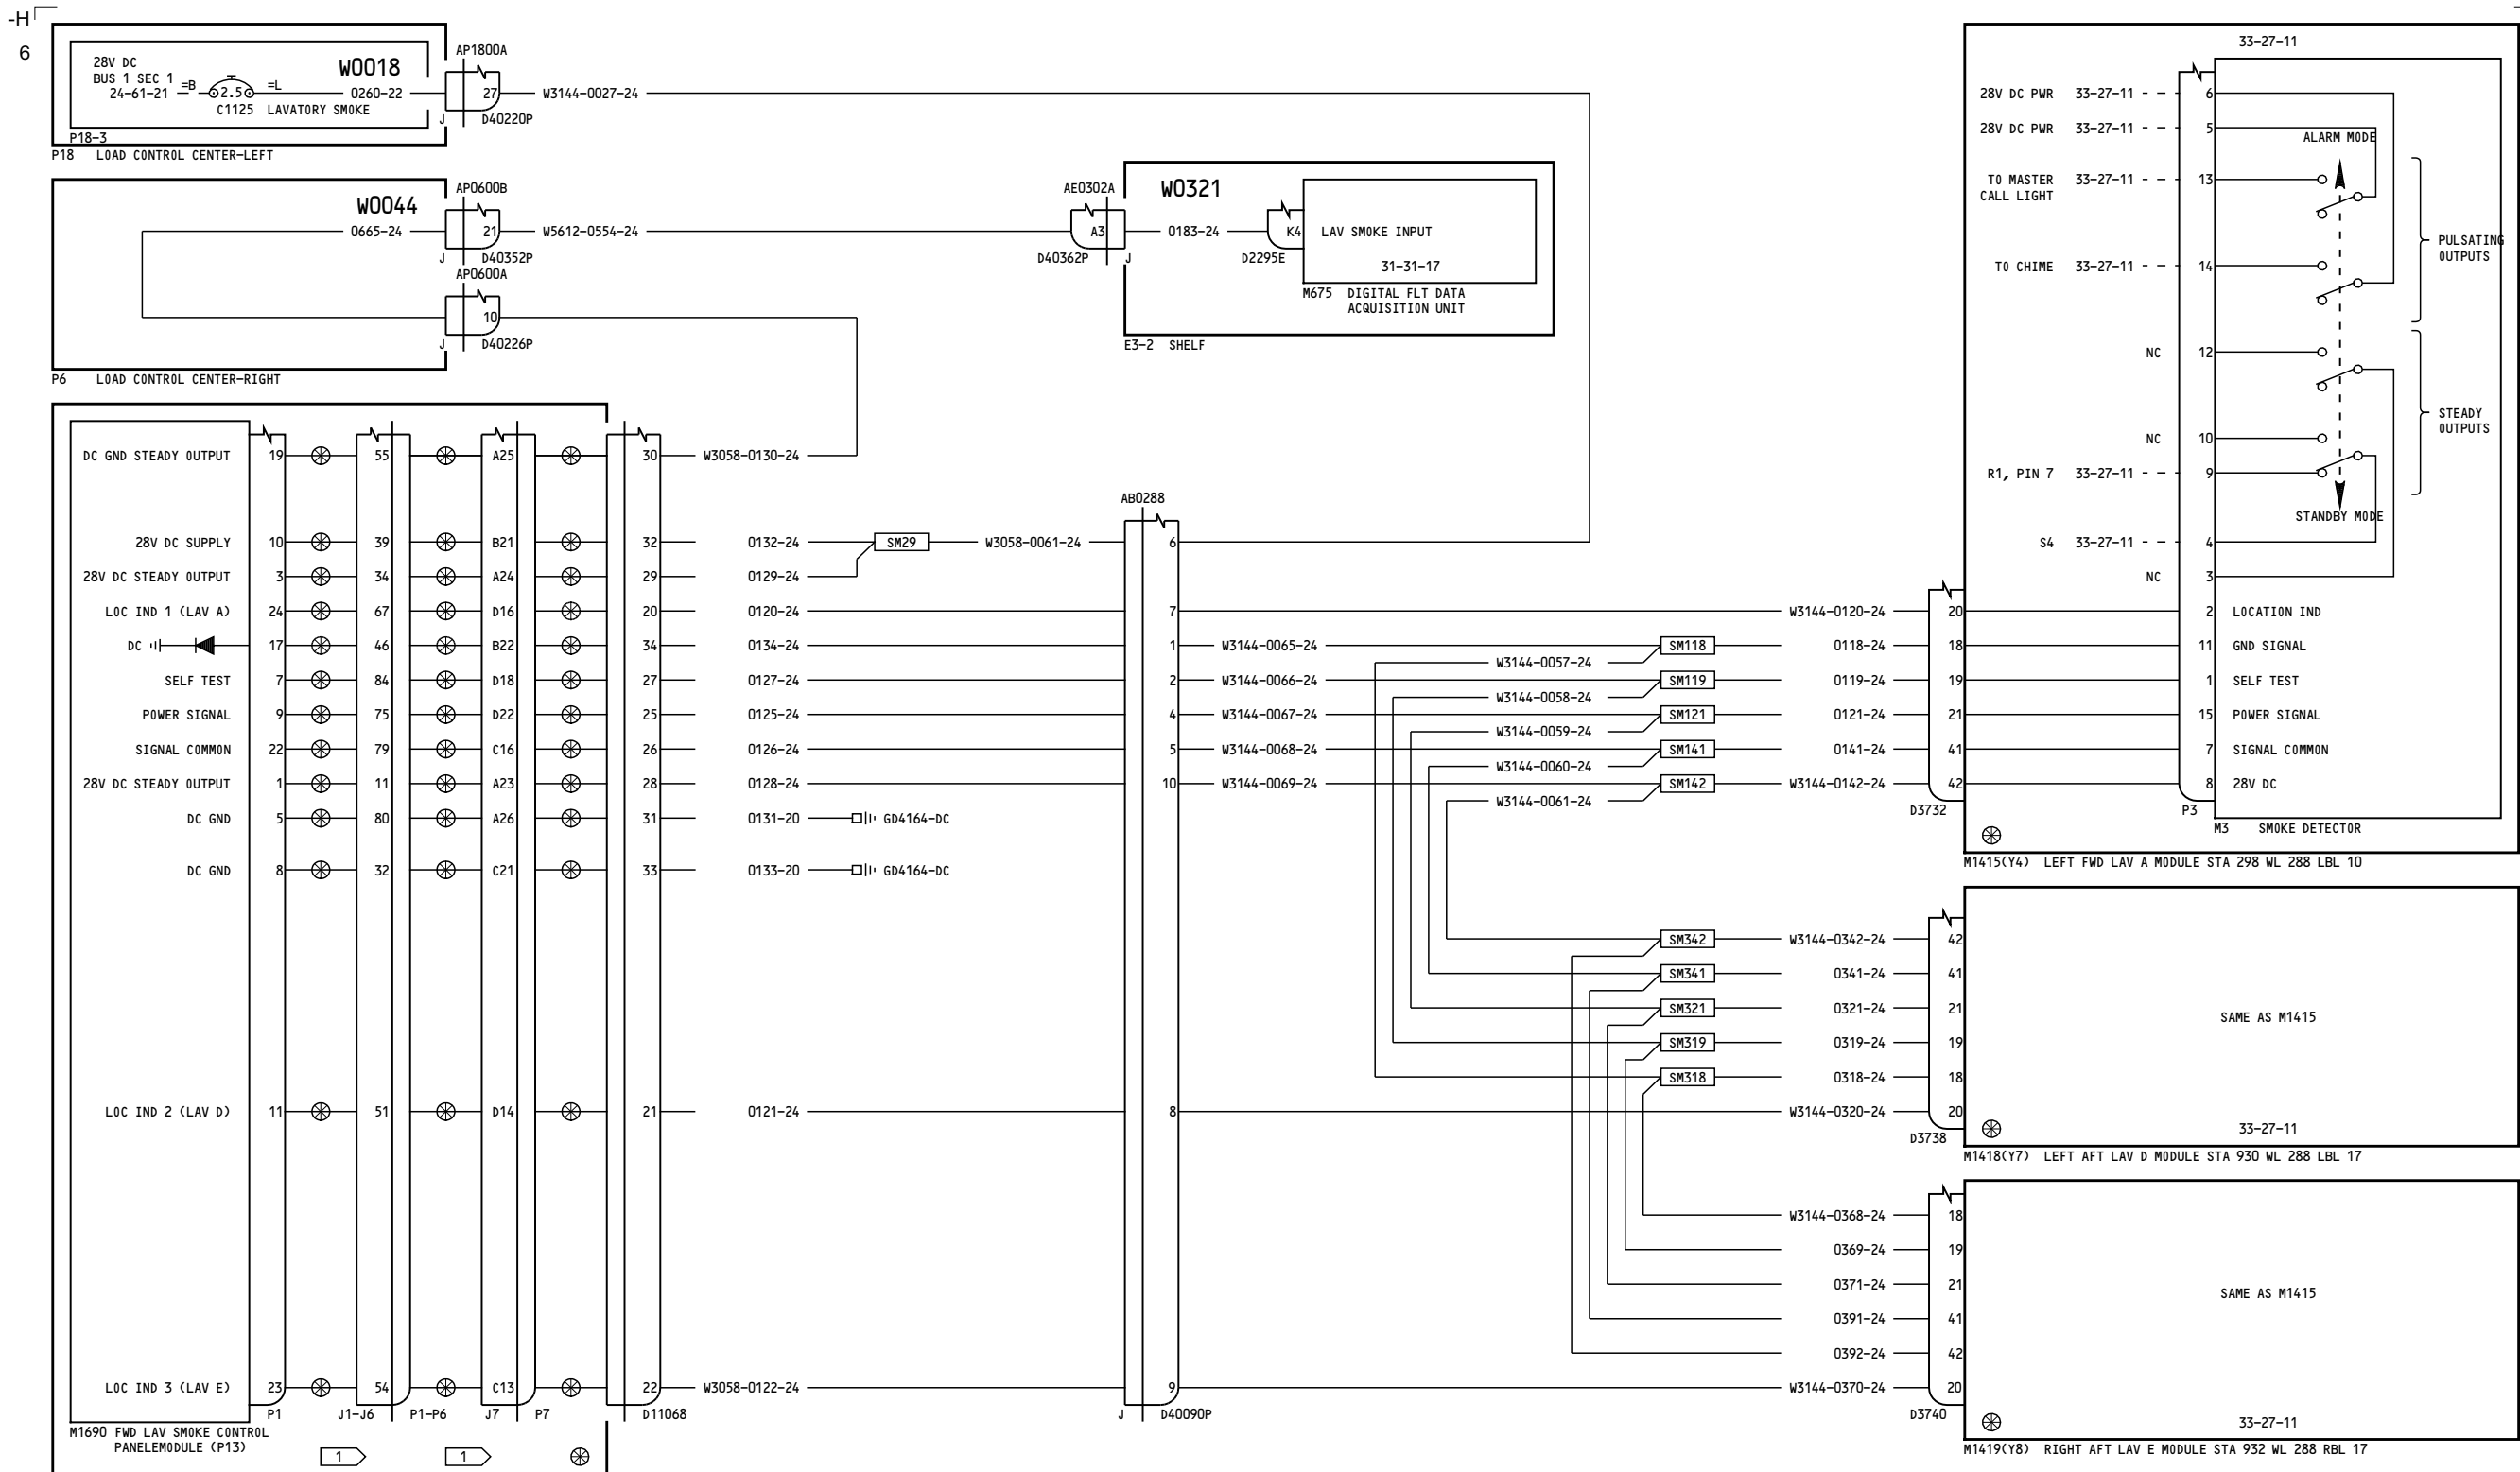 -H
6
28V DC
BUS 1 SEC 1
24-61-21
=B
2.5
=L
C1125 LAVATORY SMOKE
W0018
0260-22
P18-3
P18 LOAD CONTROL CENTER-LEFT
AP1800A
27
J
D40220P
W3144-0027-24
W0044
0665-24
AP0600B
21
J
D40352P
W5612-0554-24
AP0600A
10
J
D40226P
P6 LOAD CONTROL CENTER-RIGHT
AE0302A
A3
D40362P
J
W0321
0183-24
K4
D2295E
LAV SMOKE INPUT
31-31-17
M675 DIGITAL FLT DATA
ACQUISITION UNIT
E3-2 SHELF
DC GND STEADY OUTPUT 19 55 A25 30 W3058-0130-24
28V DC SUPPLY 10 39 B21 32 0132-24 SM29 W3058-0061-24 6
28V DC STEADY OUTPUT 3 34 A24 29 0129-24
LOC IND 1 (LAV A) 24 67 D16 20 0120-24 7 W3144-0120-24 20
DC 17 46 B22 34 0134-24 1 W3144-0065-24 SM118 0118-24 18
W3144-0057-24
SELF TEST 7 84 D18 27 0127-24 2 W3144-0066-24 SM119 0119-24 19
W3144-0058-24
POWER SIGNAL 9 75 D22 25 0125-24 4 W3144-0067-24 SM121 0121-24 21
W3144-0059-24
SIGNAL COMMON 22 79 C16 26 0126-24 5 W3144-0068-24 SM141 0141-24 41
W3144-0060-24
28V DC STEADY OUTPUT 1 11 A23 28 0128-24 10 W3144-0069-24 SM142 W3144-0142-24 42
W3144-0061-24
DC GND 5 80 A26 31 0131-20 GD4164-DC
DC GND 8 32 C21 33 0133-20 GD4164-DC
LOC IND 2 (LAV D) 11 51 D14 21 0121-24 8 W3144-0320-24 20
LOC IND 3 (LAV E) 23 54 C13 22 W3058-0122-24 9 W3144-0370-24 20
P1
J1-J6
P1-P6
J7
P7
D11068
AB0288
J
D40090P
M1690 FWD LAV SMOKE CONTROL
PANELEMODULE (P13)
1
1
33-27-11
28V DC PWR 33-27-11 6
28V DC PWR 33-27-11 5
ALARM MODE
TO MASTER
CALL LIGHT
33-27-11 13
PULSATING
OUTPUTS
TO CHIME 33-27-11 14
NC 12
STEADY
OUTPUTS
NC 10
R1, PIN 7 33-27-11 9
STANDBY MODE
S4 33-27-11 4
NC 3
2 LOCATION IND
11 GND SIGNAL
1 SELF TEST
15 POWER SIGNAL
7 SIGNAL COMMON
8 28V DC
D3732
P3
M3 SMOKE DETECTOR
M1415(Y4) LEFT FWD LAV A MODULE STA 298 WL 288 LBL 10
SM342 W3144-0342-24 42
SM341 0341-24 41
SM321 0321-24 21
SM319 0319-24 19
SM318 0318-24 18
SAME AS M1415
D3738
33-27-11
M1418(Y7) LEFT AFT LAV D MODULE STA 930 WL 288 LBL 17
W3144-0368-24 18
0369-24 19
0371-24 21
0391-24 41
0392-24 42
SAME AS M1415
D3740
33-27-11
M1419(Y8) RIGHT AFT LAV E MODULE STA 932 WL 288 RBL 17